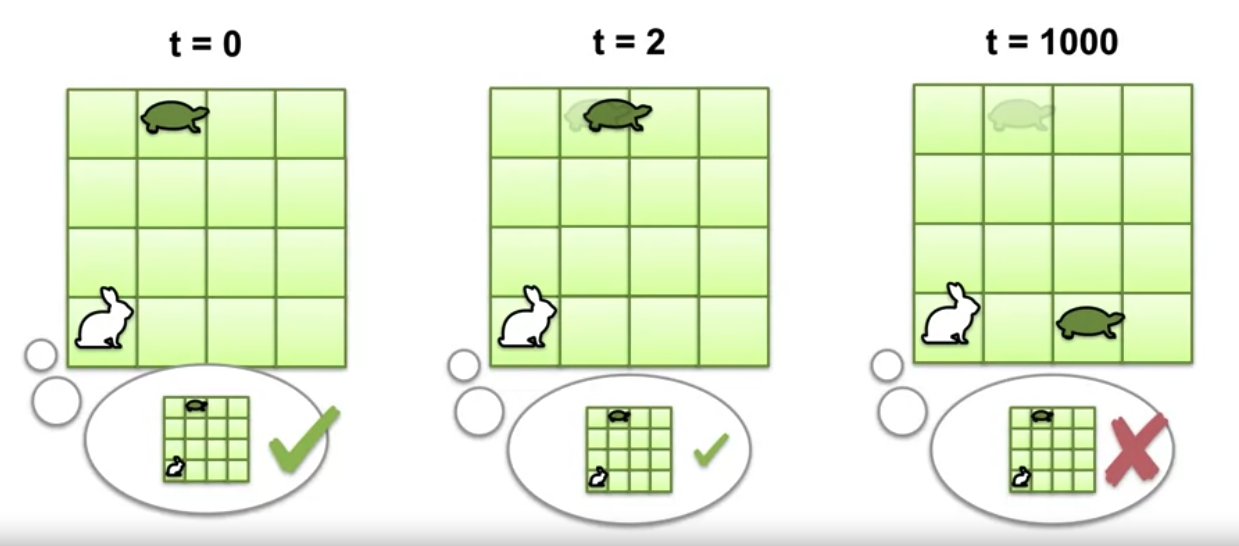 t = 0
t = 2
t = 1000